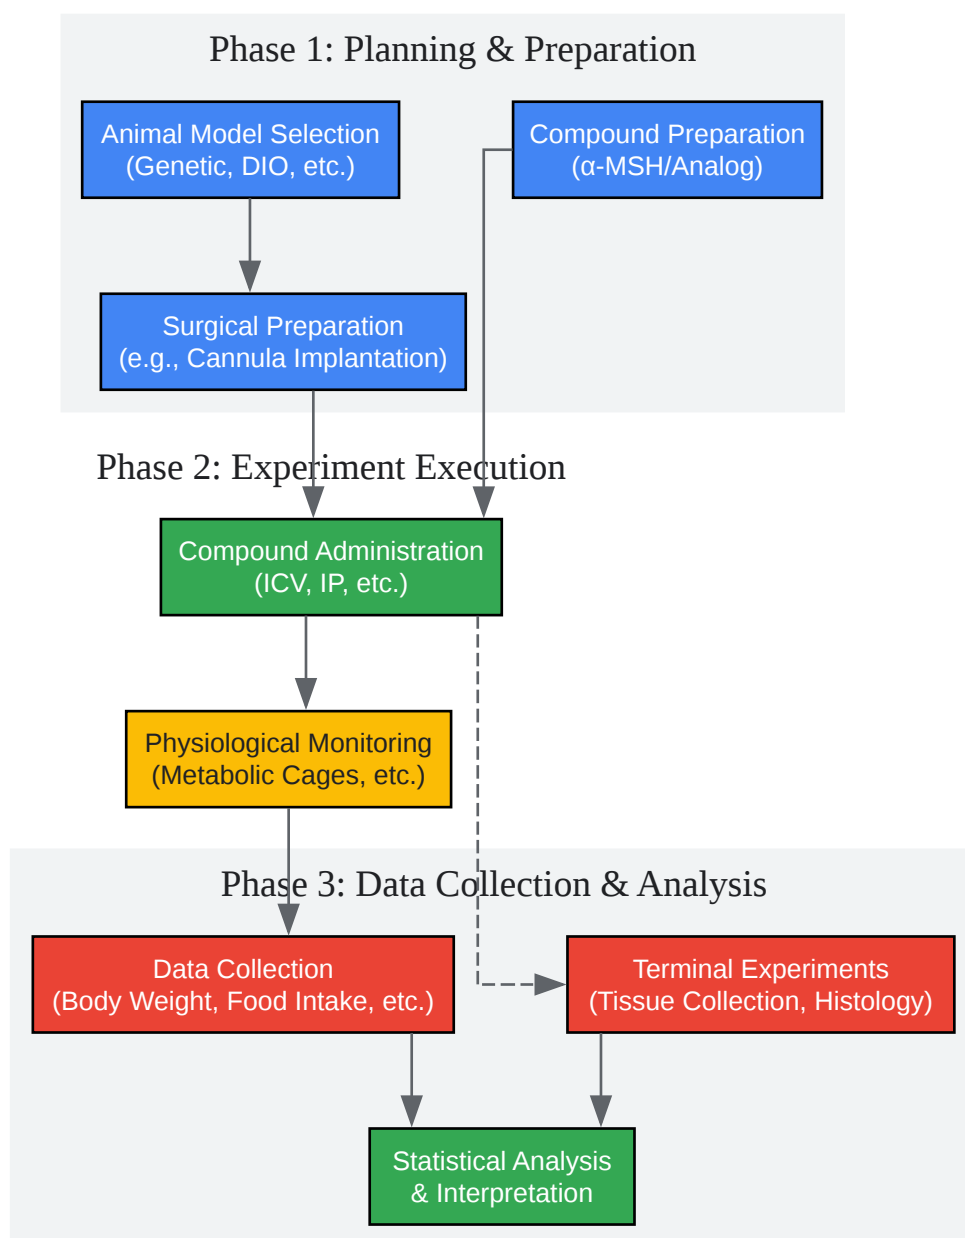 Phase 1: Planning & Preparation
Animal Model Selection
(Genetic, DIO, etc.)
Compound Preparation
(α-MSH/Analog)
Surgical Preparation
(e.g., Cannula Implantation)
Phase 2: Experiment Execution
Compound Administration
(ICV, IP, etc.)
Physiological Monitoring
(Metabolic Cages, etc.)
Phase 3: Data Collection & Analysis
Data Collection
(Body Weight, Food Intake, etc.)
Terminal Experiments
(Tissue Collection, Histology)
Statistical Analysis
& Interpretation